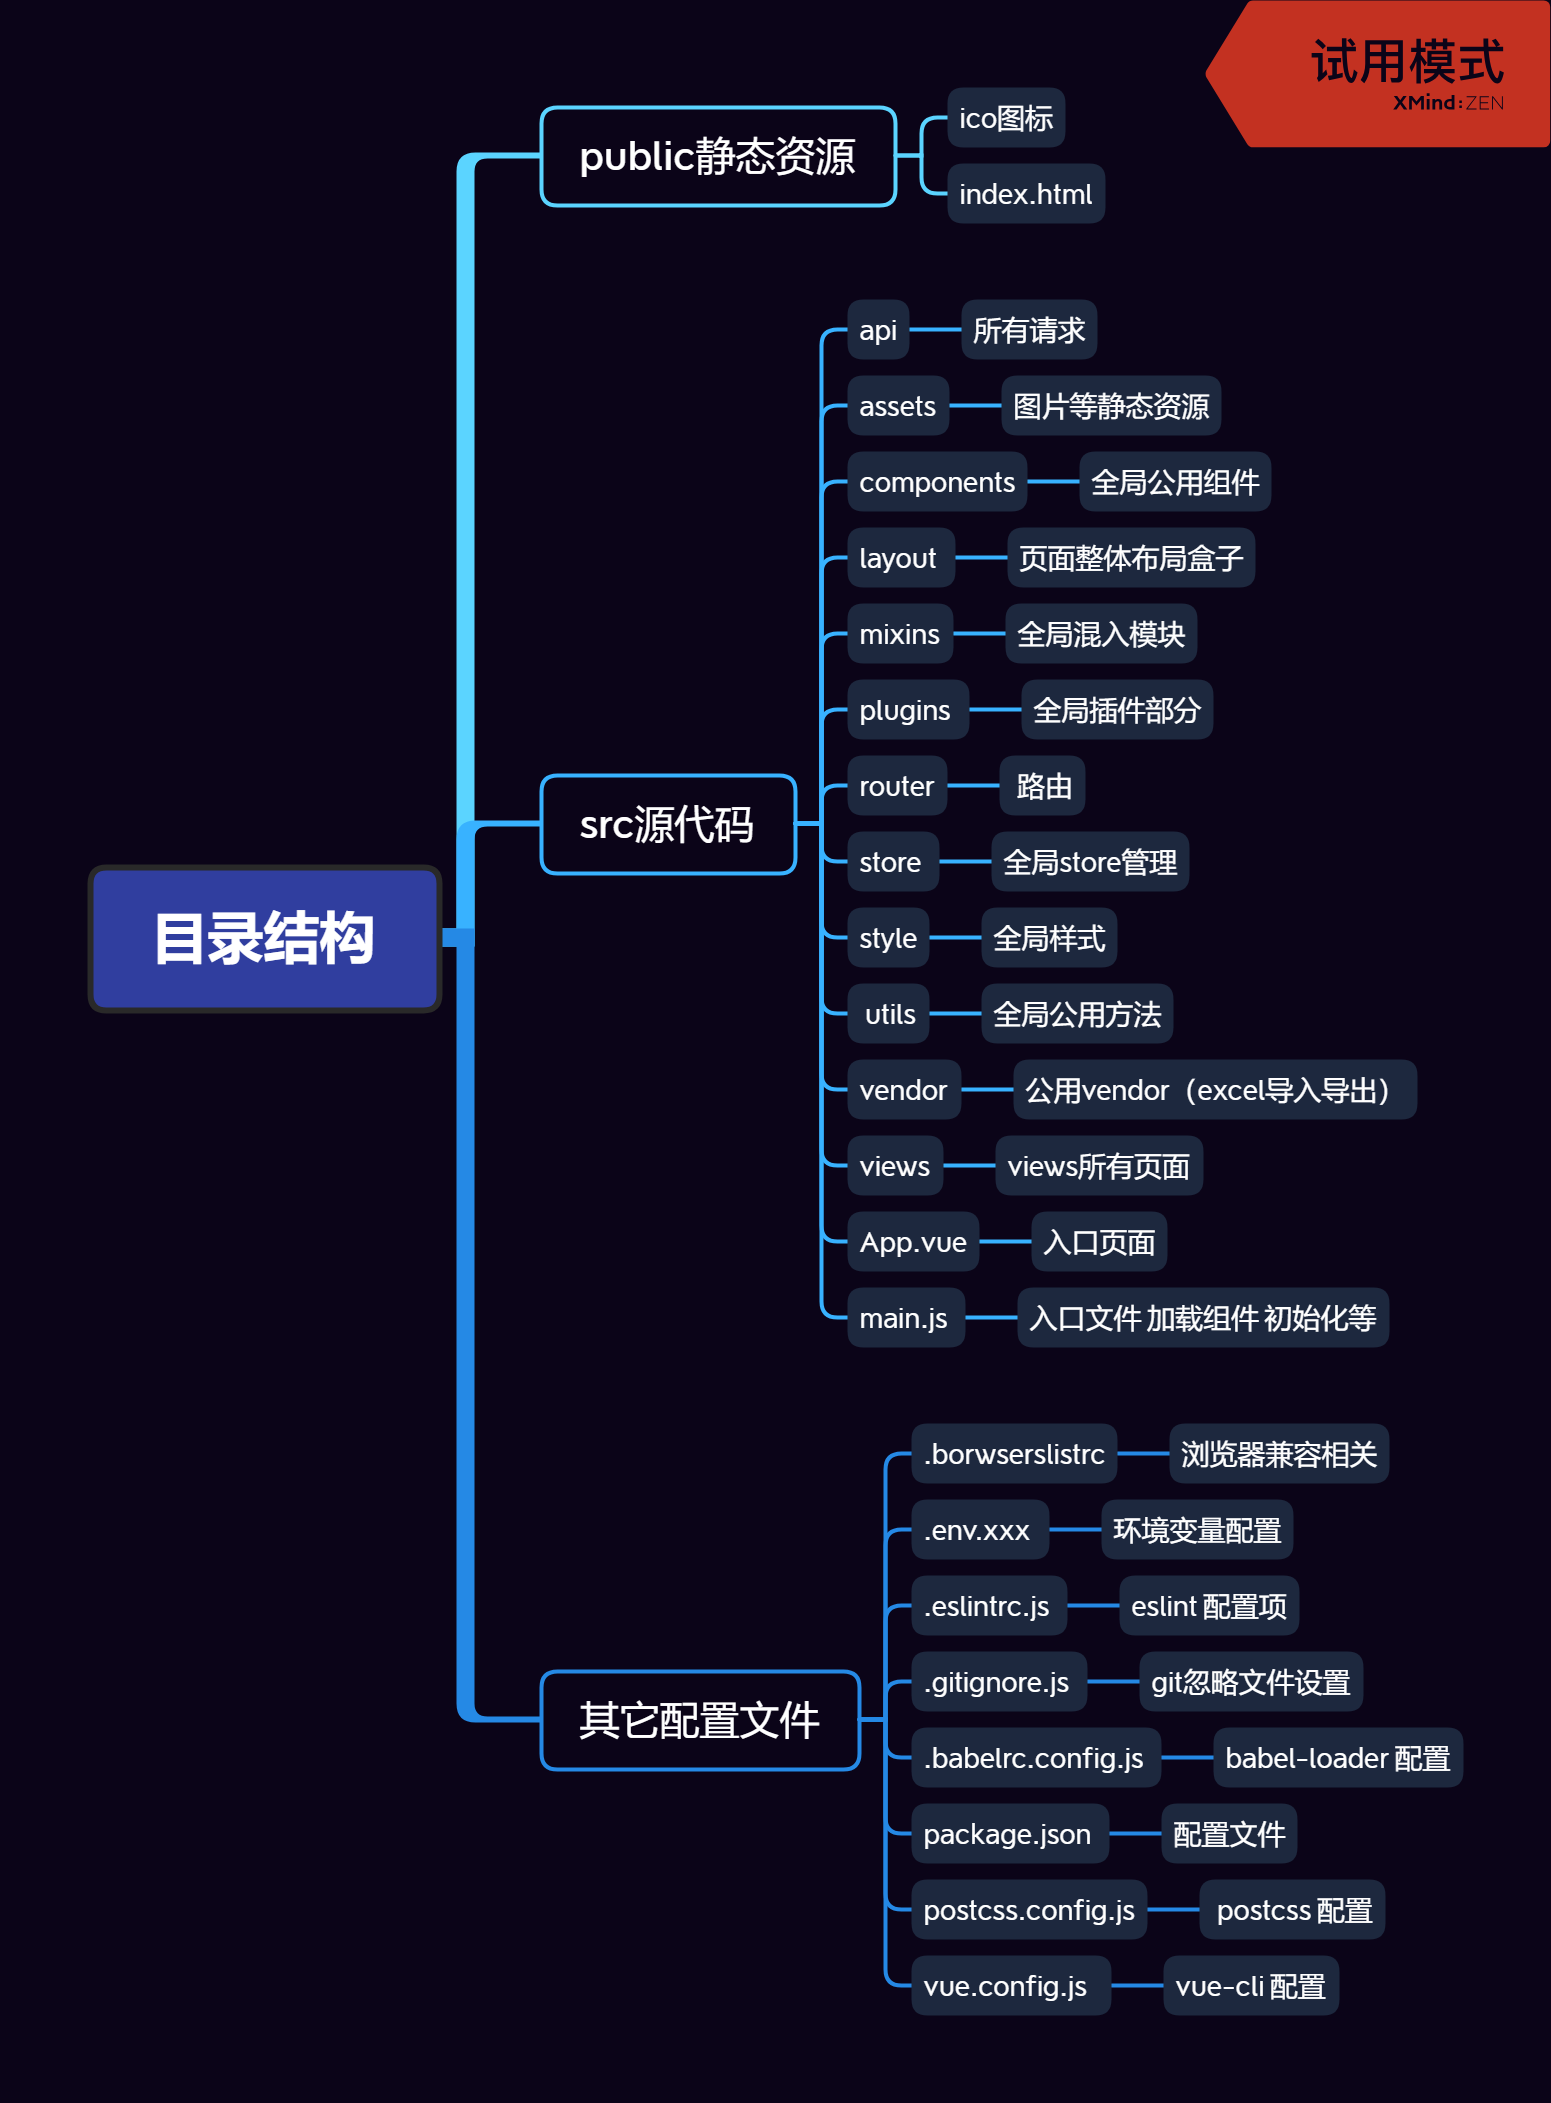 试用模式
XMind:ZEN
目录结构
public静态资源
ico图标
index.html
src源代码
api
所有请求
assets
图片等静态资源
components
全局公用组件
layout
页面整体布局盒子
mixins
全局混入模块
plugins
全局插件部分
router
路由
store
全局store管理
style
全局样式
utils
全局公用方法
vendor
公用vendor（excel导入导出）
views
views所有页面
App.vue
入口页面
main.js
入口文件 加载组件 初始化等
其它配置文件
.borwserslistrc
浏览器兼容相关
.env.xxx
环境变量配置
.eslintrc.js
eslint 配置项
.gitignore.js
git忽略文件设置
.babelrc.config.js
babel-loader 配置
package.json
配置文件
postcss.config.js
postcss 配置
vue.config.js
vue-cli 配置